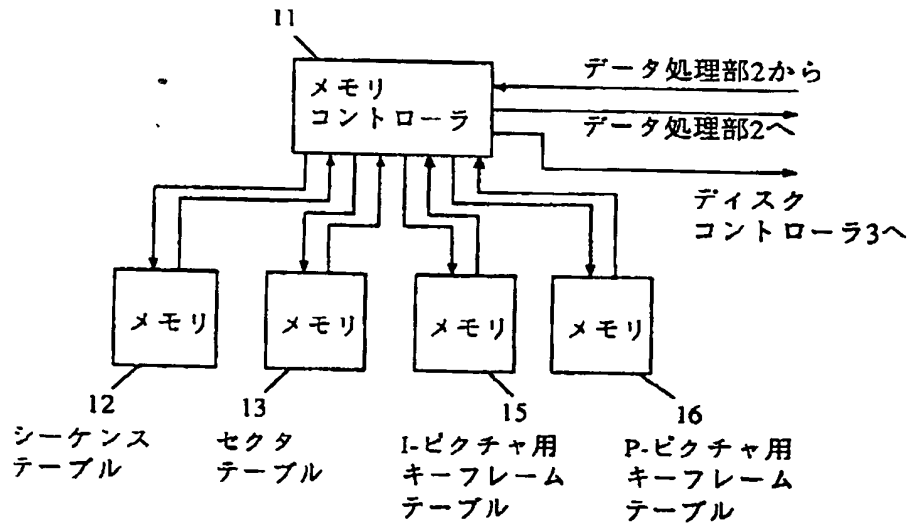 11
メモリ
コントローラ
データ処理部2から
データ処理部2へ
ディスク
コントローラ3へ
メモリ
メモリ
メモリ
メモリ
12
シーケンス
テーブル
13
セクタ
テーブル
15
I-ピクチャ用
キーフレーム
テーブル
16
P-ピクチャ用
キーフレーム
テーブル